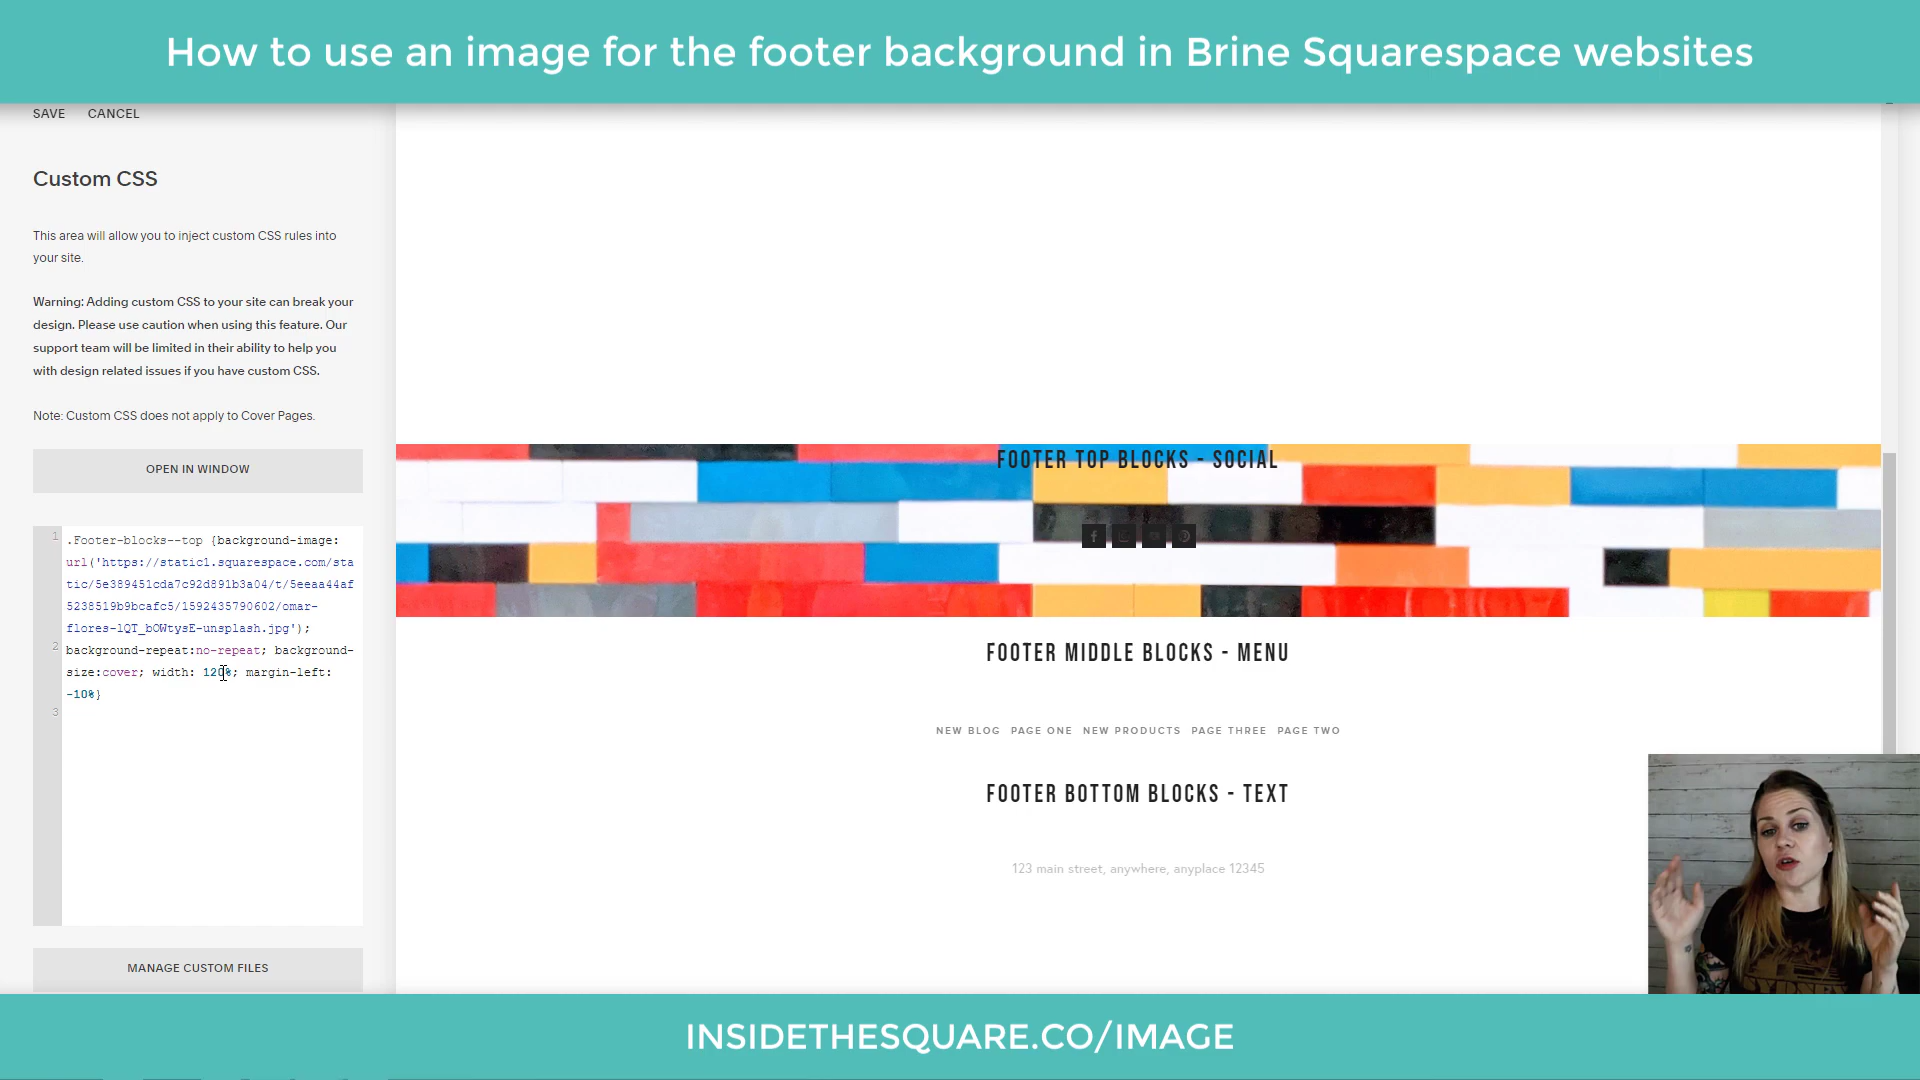 How to use an image for the footer background in Brine Squarespace websites
SAVE CANCEL
Custom CSS
This area will allow you to inject custom CSS rules into
your site.
Warning: Adding custom CSS to your site can break your
design. Please use caution when using this feature. Our
support team will be limited in their ability to help you
with design related issues if you have custom CSS.
Note: Custom CSS does not apply to Cover Pages.
OPEN IN WINDOW
1 .Footer-blocks--top {background-image:
url('https://static1.squarespace.com/sta
tic/5e389451cda7c92d891b3a04/t/5eeaa44af
5238519b9bcafc5/1592435790602/omar-
flores-lQT_bOWtysE-unsplash.jpg');
2 background-repeat:no-repeat; background-
size:cover; width: 120%; margin-left:
-10%}
3
MANAGE CUSTOM FILES
FOOTER TOP BLOCKS - SOCIAL
FOOTER MIDDLE BLOCKS - MENU
NEW BLOG PAGE ONE NEW PRODUCTS PAGE THREE PAGE TWO
FOOTER BOTTOM BLOCKS - TEXT
123 main street, anywhere, anyplace 12345
INSIDETHESQUARE.CO/IMAGE